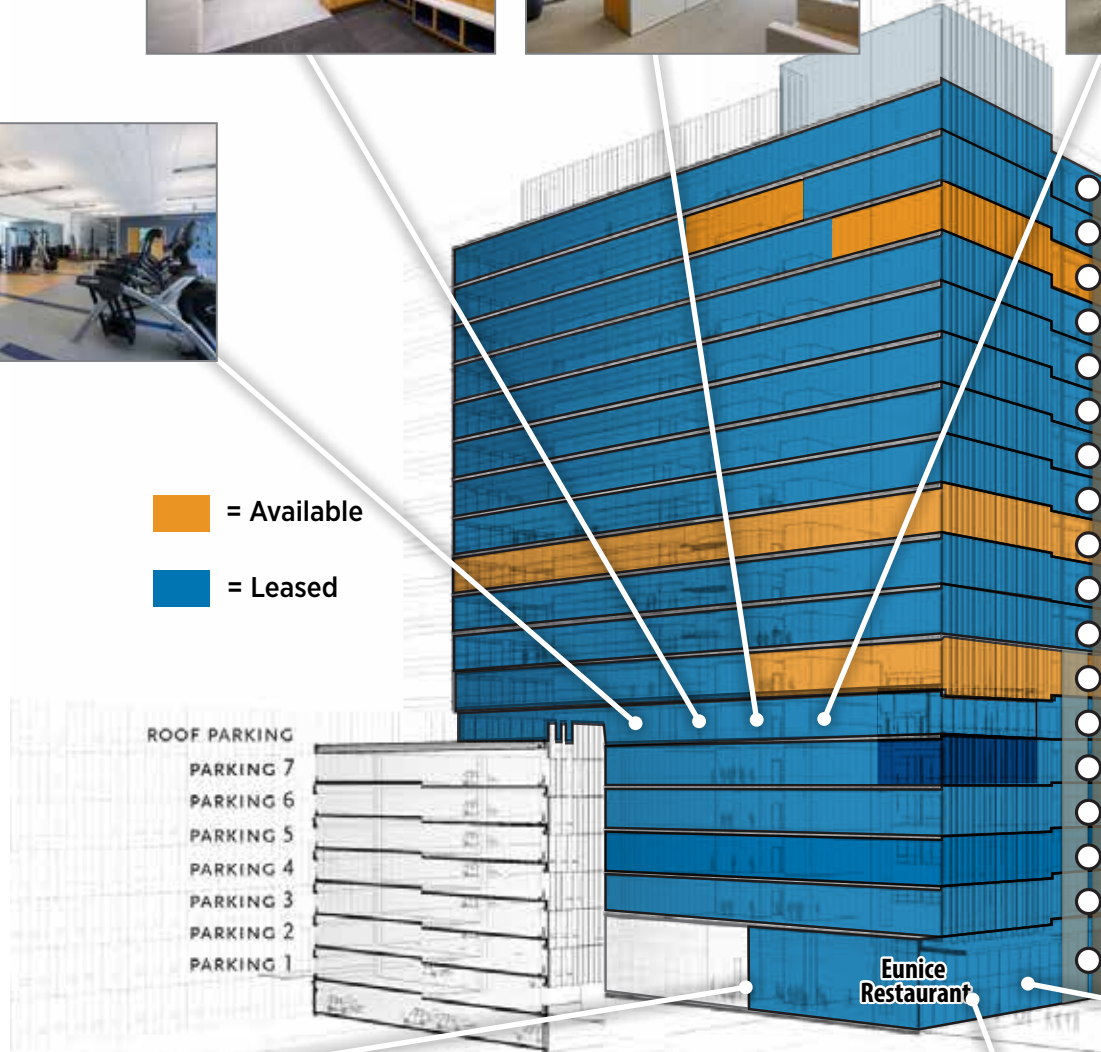 = Available
= Leased
ROOF PARKING
PARKING 7
PARKING 6
PARKING 5
PARKING 4
PARKING 3
PARKING 2
PARKING 1
Eunice
Restaurant